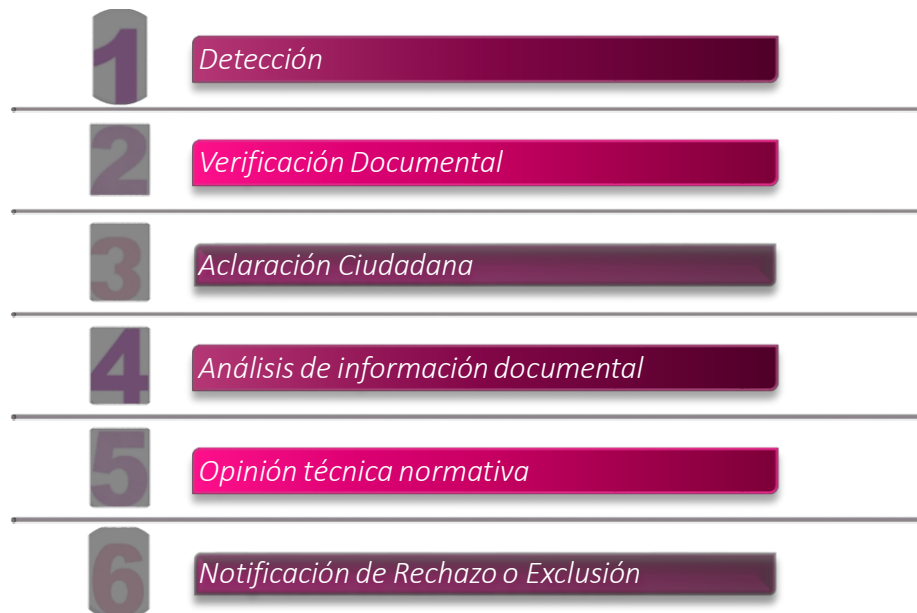 1
Detección
2
Verificación Documental
3
Aclaración Ciudadana
4
Análisis de información documental
5
Opinión técnica normativa
6
Notificación de Rechazo o Exclusión